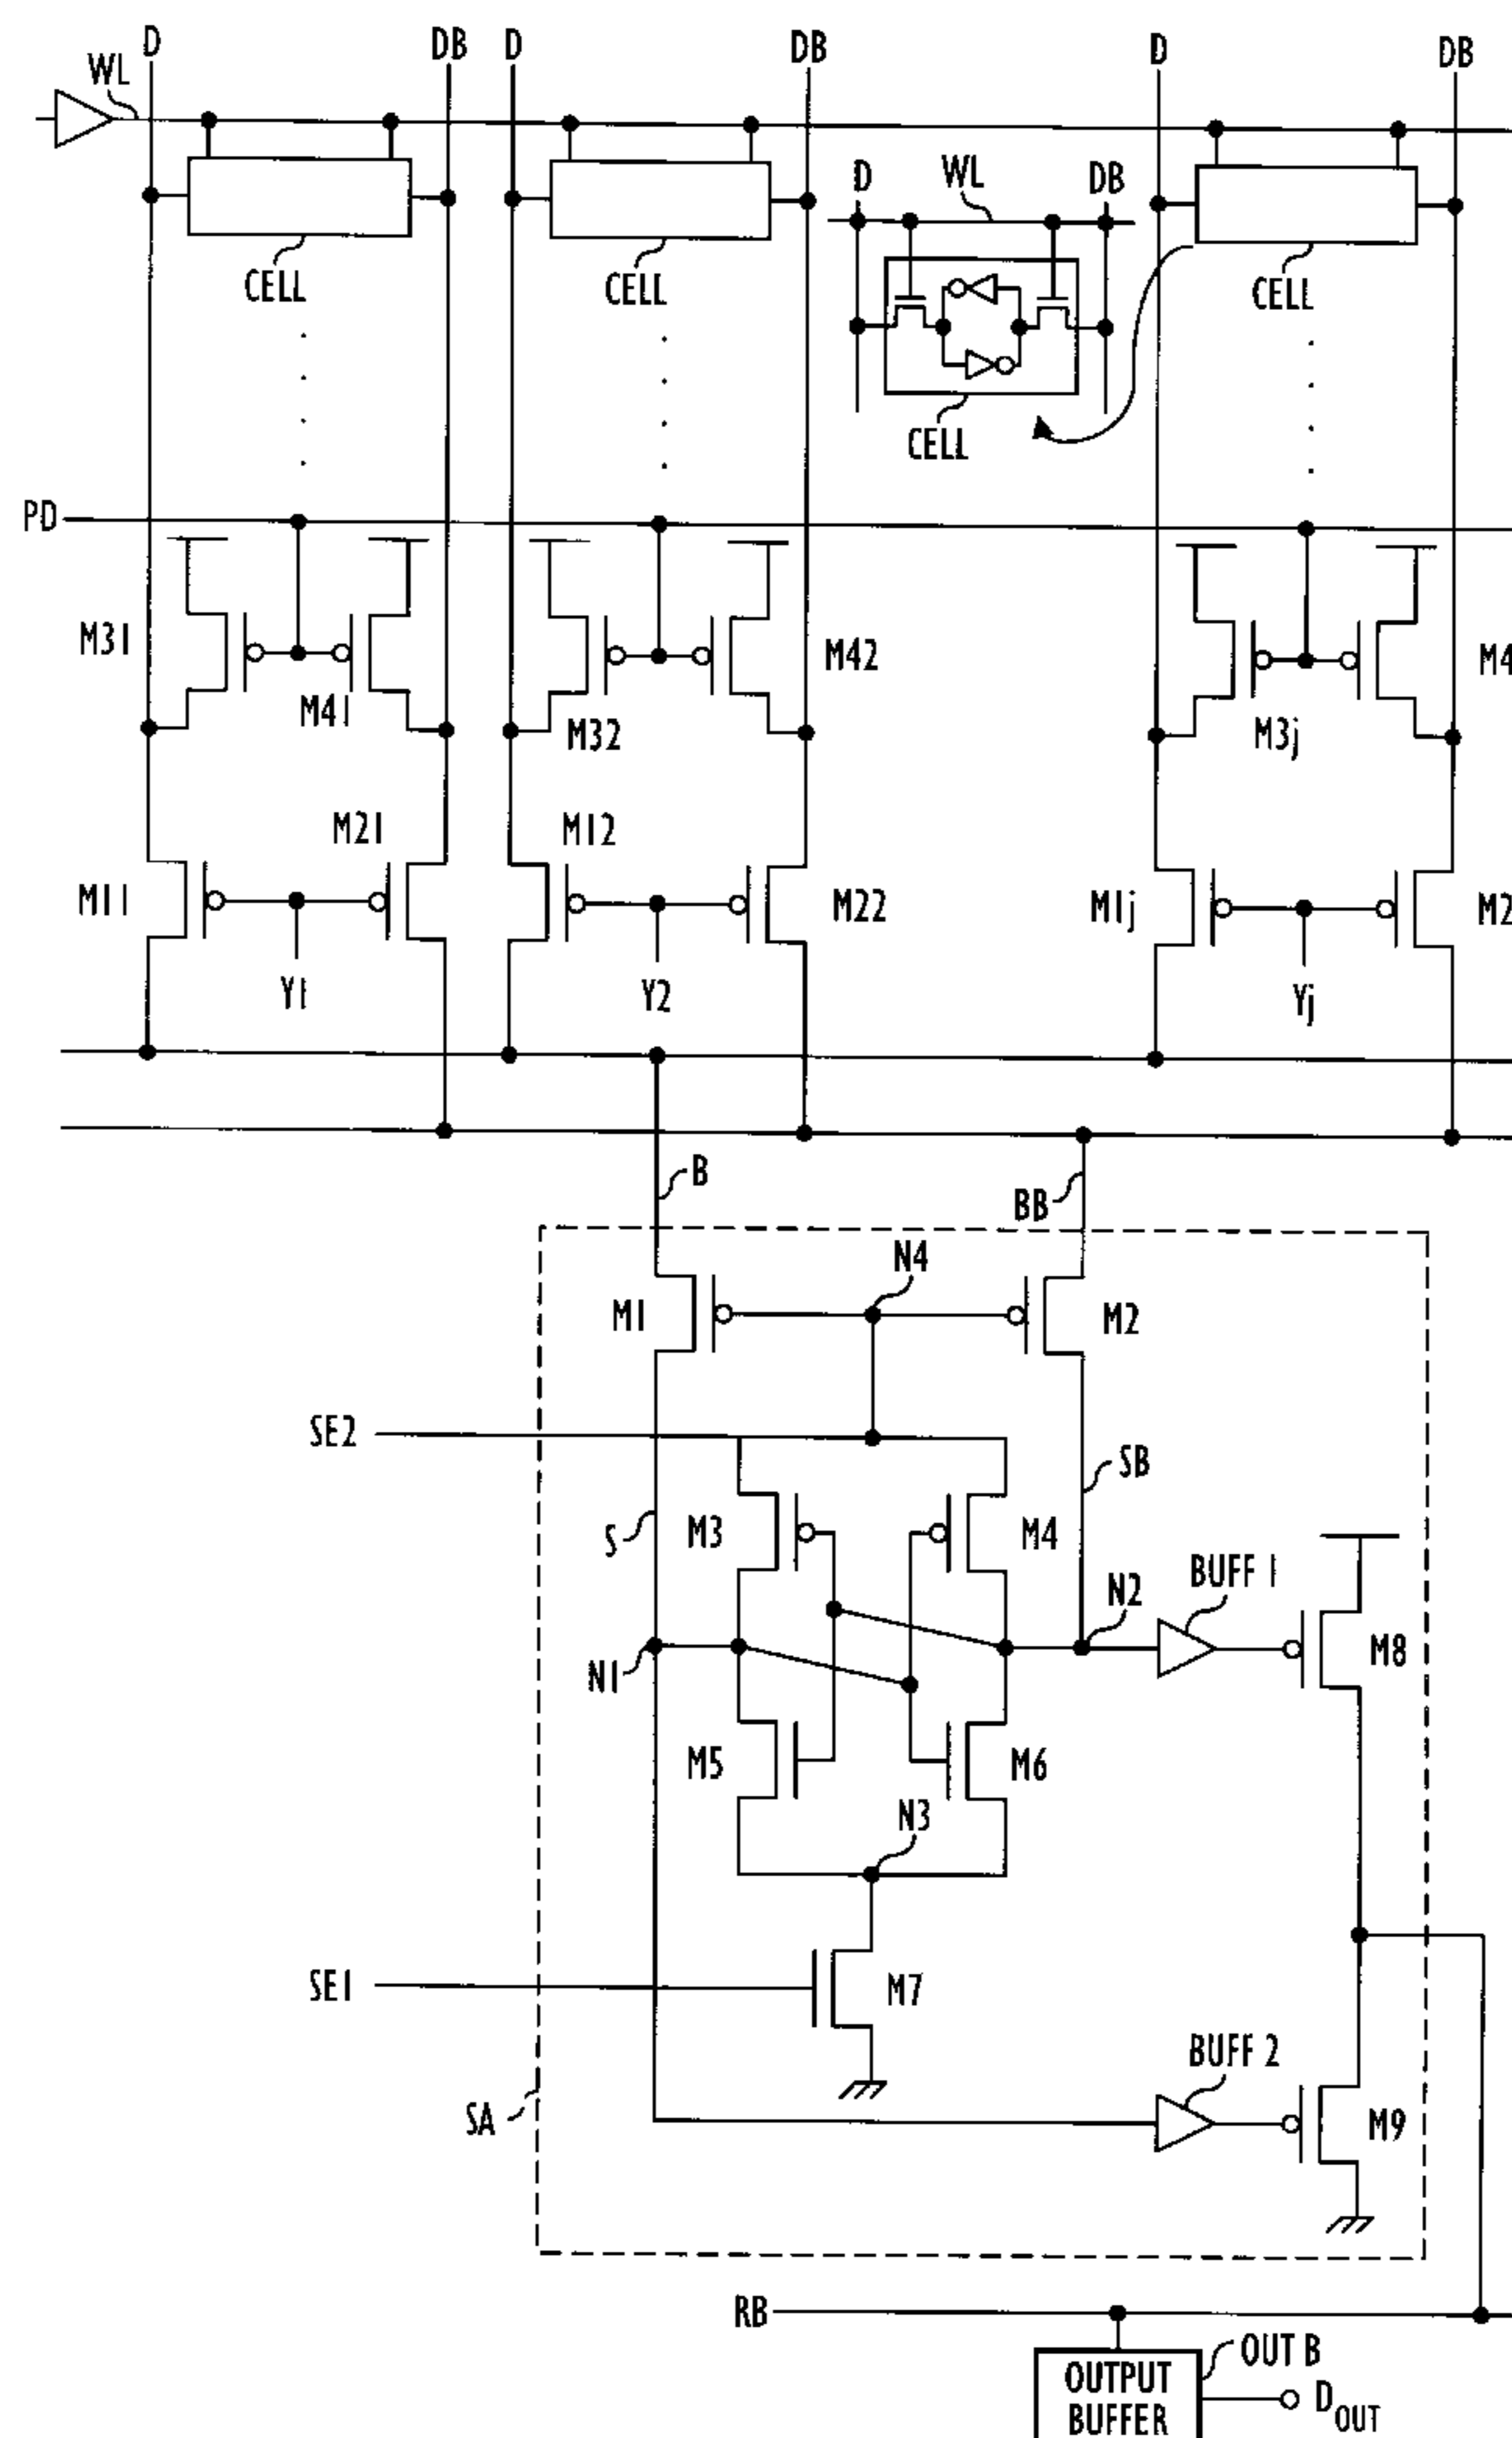 D DB D DB D DB
WL
D WL DB
CELL CELL CELL
CELL
PD
M31 M41 M32 M42 M3j M4
M21 M12
M11 M22 M1j M2
Y1 Y2 Yj
B BB
N4
M1 M2
SE2
SB
S M3 M4
BUFF 1
N2
N1 M8
M5 M6
N3
SE1 M7
BUFF 2
SA M9
RB
OUT B
OUTPUT
BUFFER
DOUT